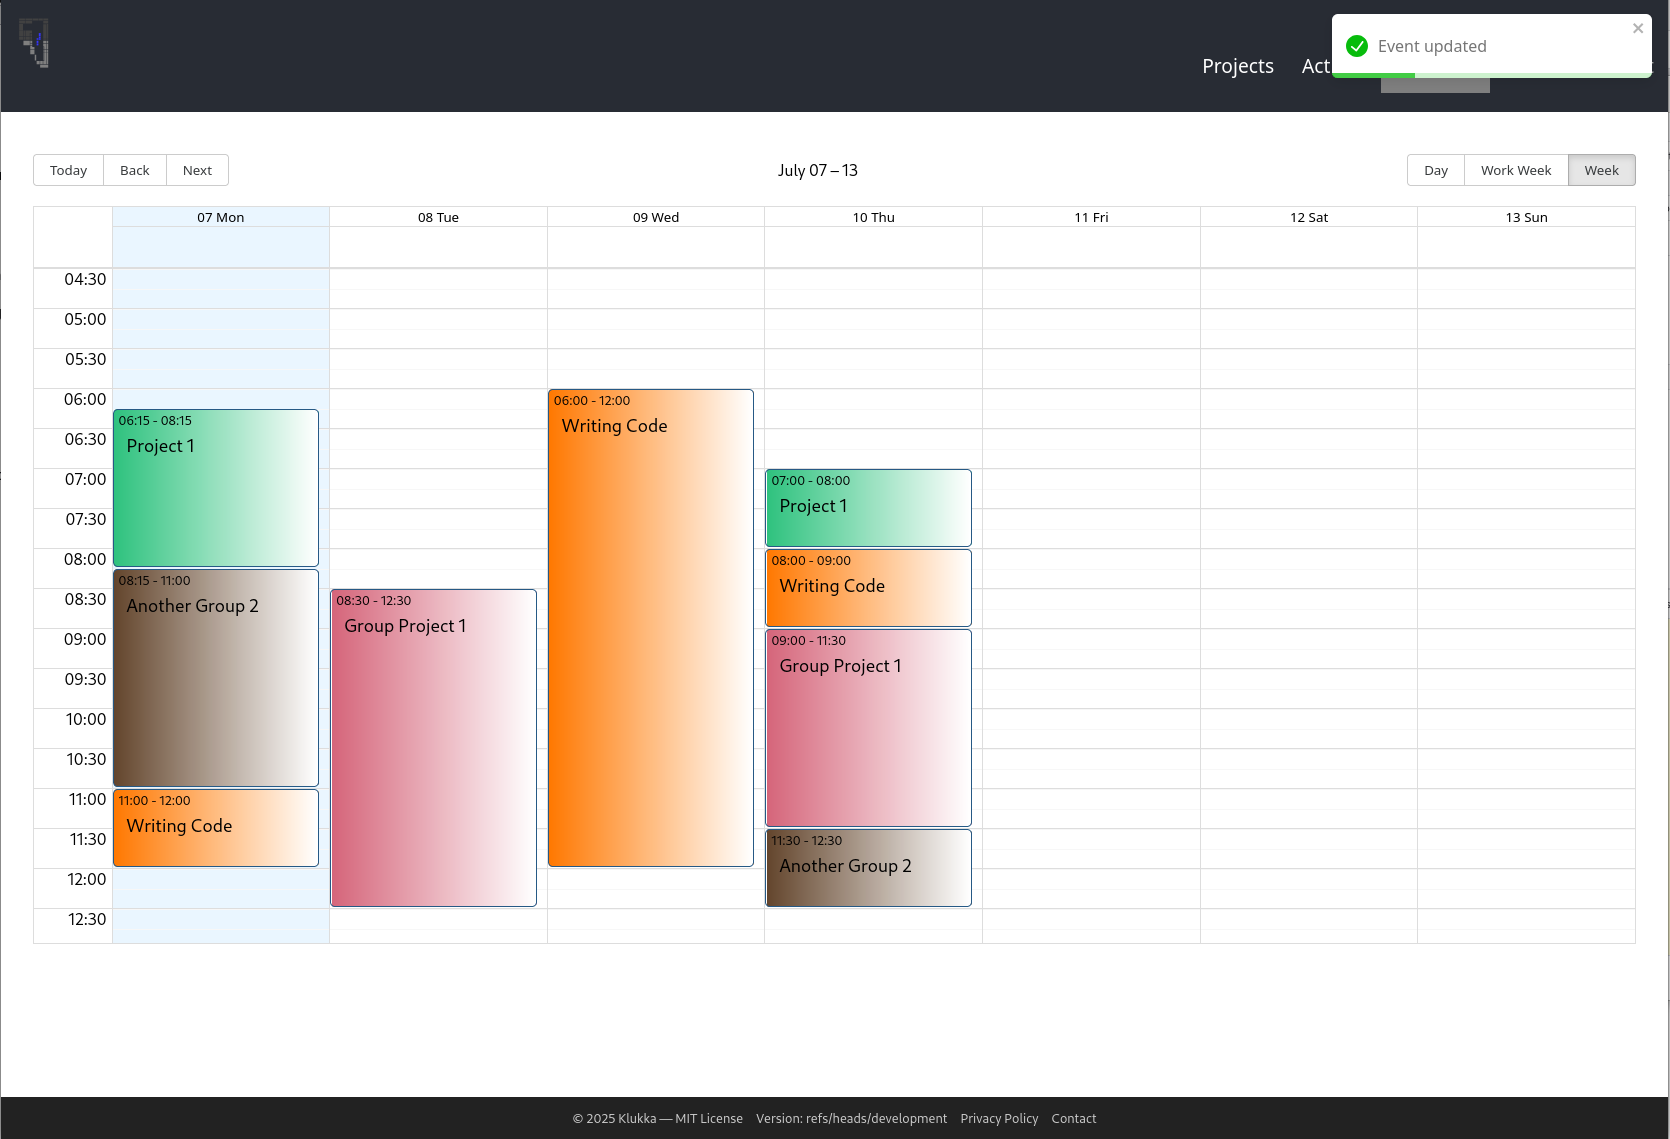 Projects Act
Event updated
Today Back Next
July 07 – 13
Day Work Week Week
07 Mon 08 Tue 09 Wed 10 Thu 11 Fri 12 Sat 13 Sun
04:30
05:00
05:30
06:00
06:30
07:00
07:30
08:00
08:30
09:00
09:30
10:00
10:30
11:00
11:30
12:00
12:30
06:15 - 08:15
Project 1
08:15 - 11:00
Another Group 2
11:00 - 12:00
Writing Code
08:30 - 12:30
Group Project 1
06:00 - 12:00
Writing Code
07:00 - 08:00
Project 1
08:00 - 09:00
Writing Code
09:00 - 11:30
Group Project 1
11:30 - 12:30
Another Group 2
© 2025 Klukka — MIT License Version: refs/heads/development Privacy Policy Contact